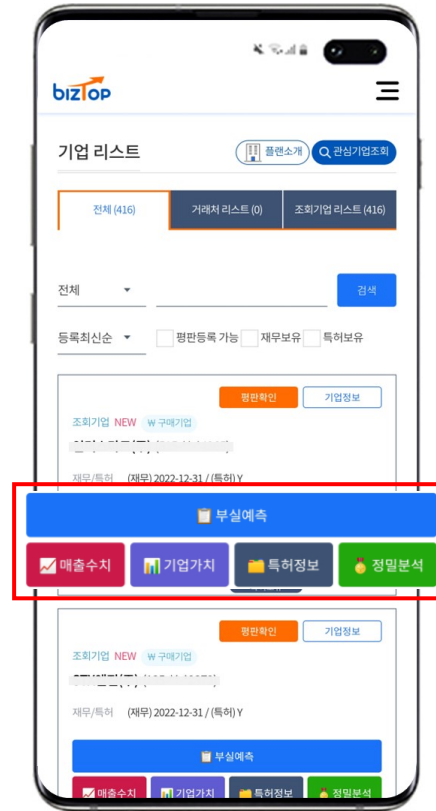 bizTOP
기업 리스트 플랜소개 관심기업조회
전체 (416) 거래처 리스트 (0) 조회기업 리스트 (416)
전체 검색
등록최신순 평판등록 가능 재무보유 특허보유
평판확인 기업정보
조회기업 NEW ₩ 구매기업
재무/특허 (재무) 2022-12-31 / (특허) Y
부실예측
매출수치 기업가치 특허정보 정밀분석
평판확인 기업정보
조회기업 NEW ₩ 구매기업
재무/특허 (재무) 2022-12-31 / (특허) Y
부실예측
매출수치 기업가치 특허정보 정밀분석